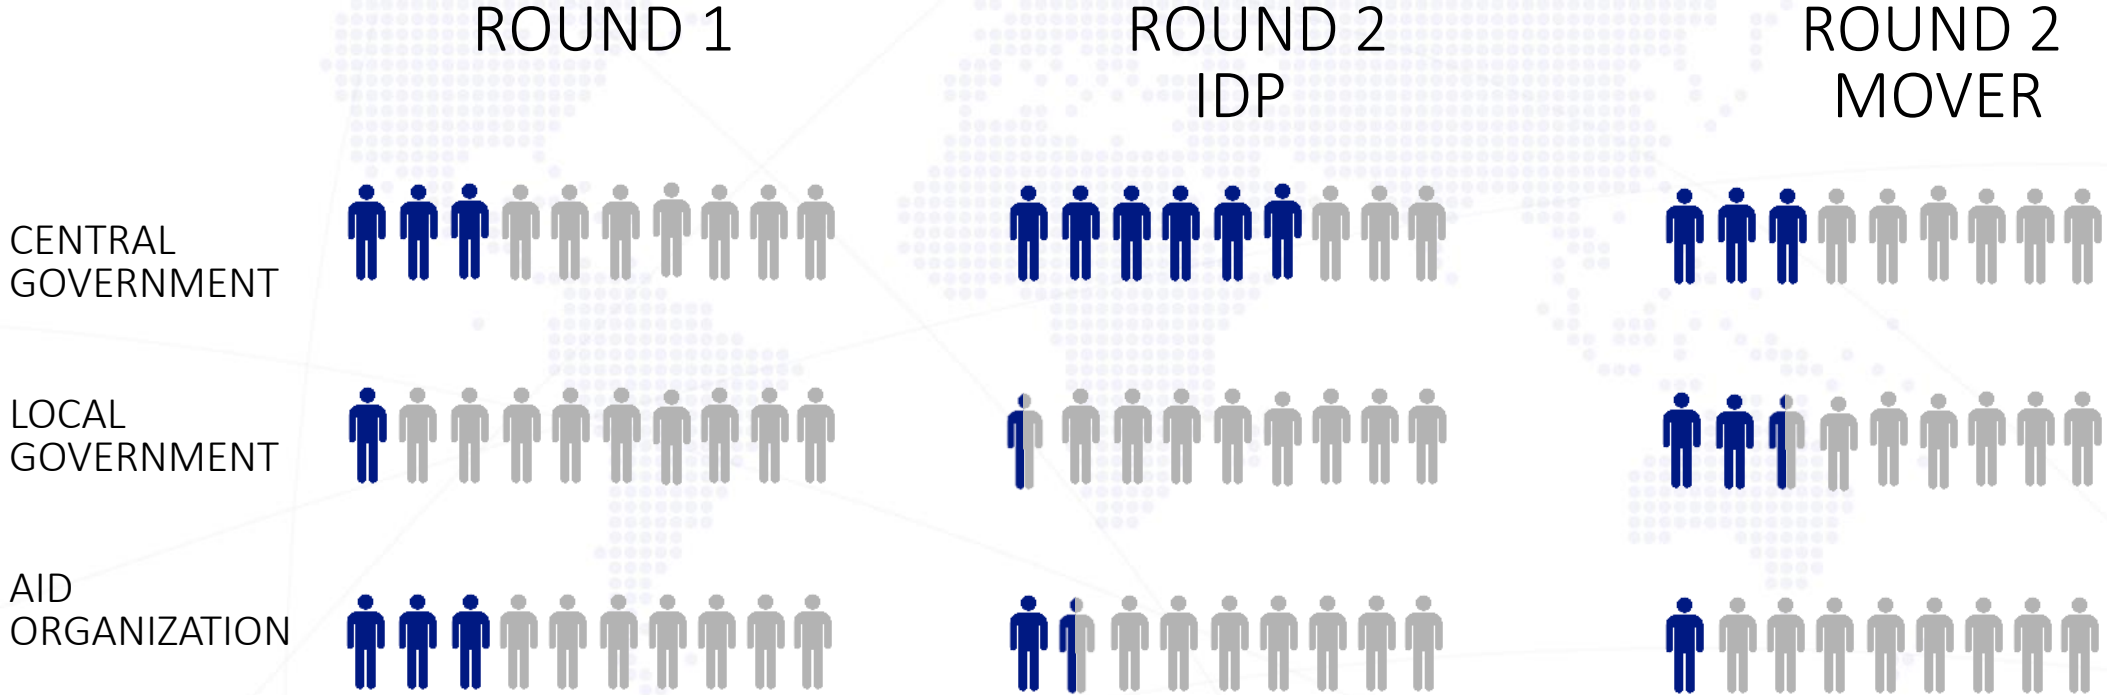 ROUND 1
ROUND 2
IDP
ROUND 2
MOVER
CENTRAL
GOVERNMENT
LOCAL
GOVERNMENT
AID
ORGANIZATION